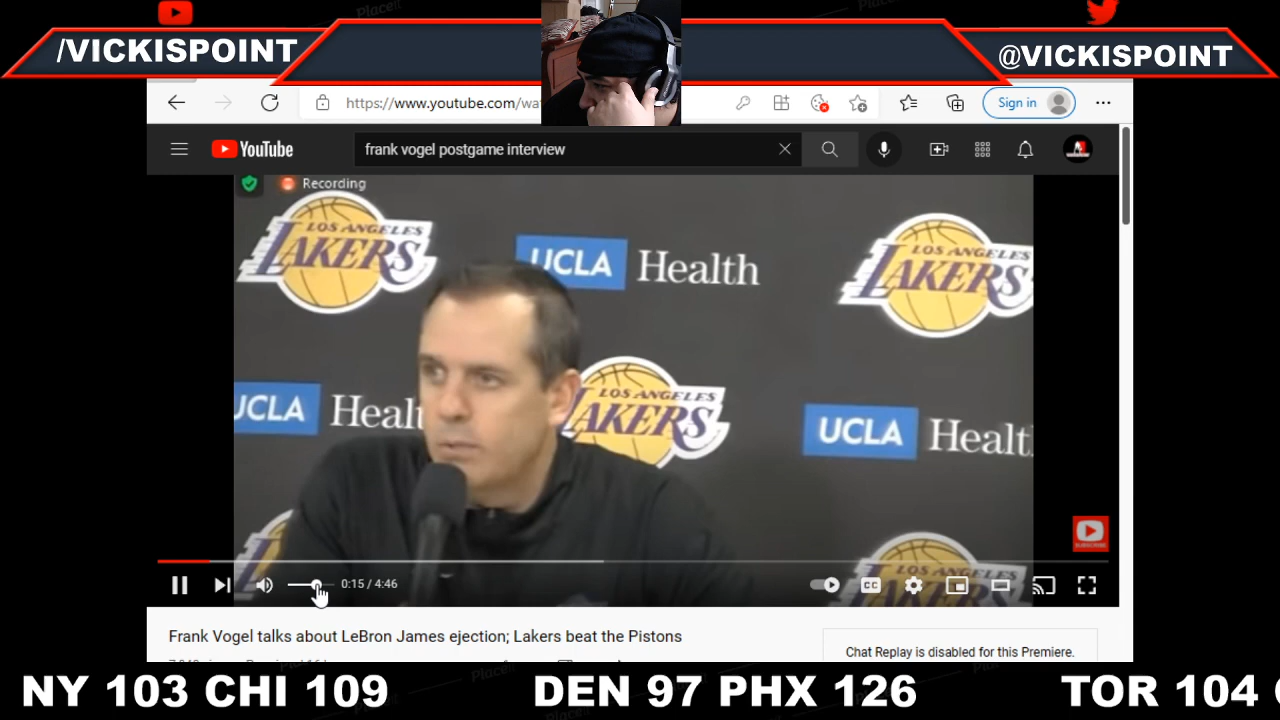 /VICKISPOINT
@VICKISPOINT
https://www.youtube.com/wa
Sign in
YouTube
frank vogel postgame interview
Recording
LOS ANGELES
LAKERS
UCLA Health
LOS ANGELES
LAKERS
UCLA Healt
LOS ANGELES
LAKERS
UCLA Healt
LOS ANGELES
0:15 / 4:46
CC
Frank Vogel talks about LeBron James ejection; Lakers beat the Pistons
Chat Replay is disabled for this Premiere.
NY 103 CHI 109 DEN 97 PHX 126 TOR 104